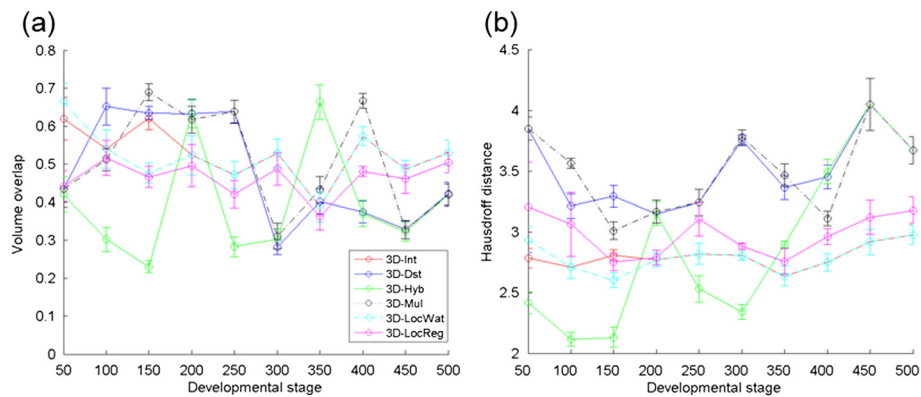 (a)
Volume overlap
0.8
0.7
0.6
0.5
0.4
0.3
0.2
0.1
0
3D-Int
3D-Dst
3D-Hyb
3D-Mul
3D-LocWat
3D-LocReg
50 100 150 200 250 300 350 400 450 500
Developmental stage
(b)
Hausdroff distance
4.5
4
3.5
3
2.5
2
50 100 150 200 250 300 350 400 450 500
Developmental stage